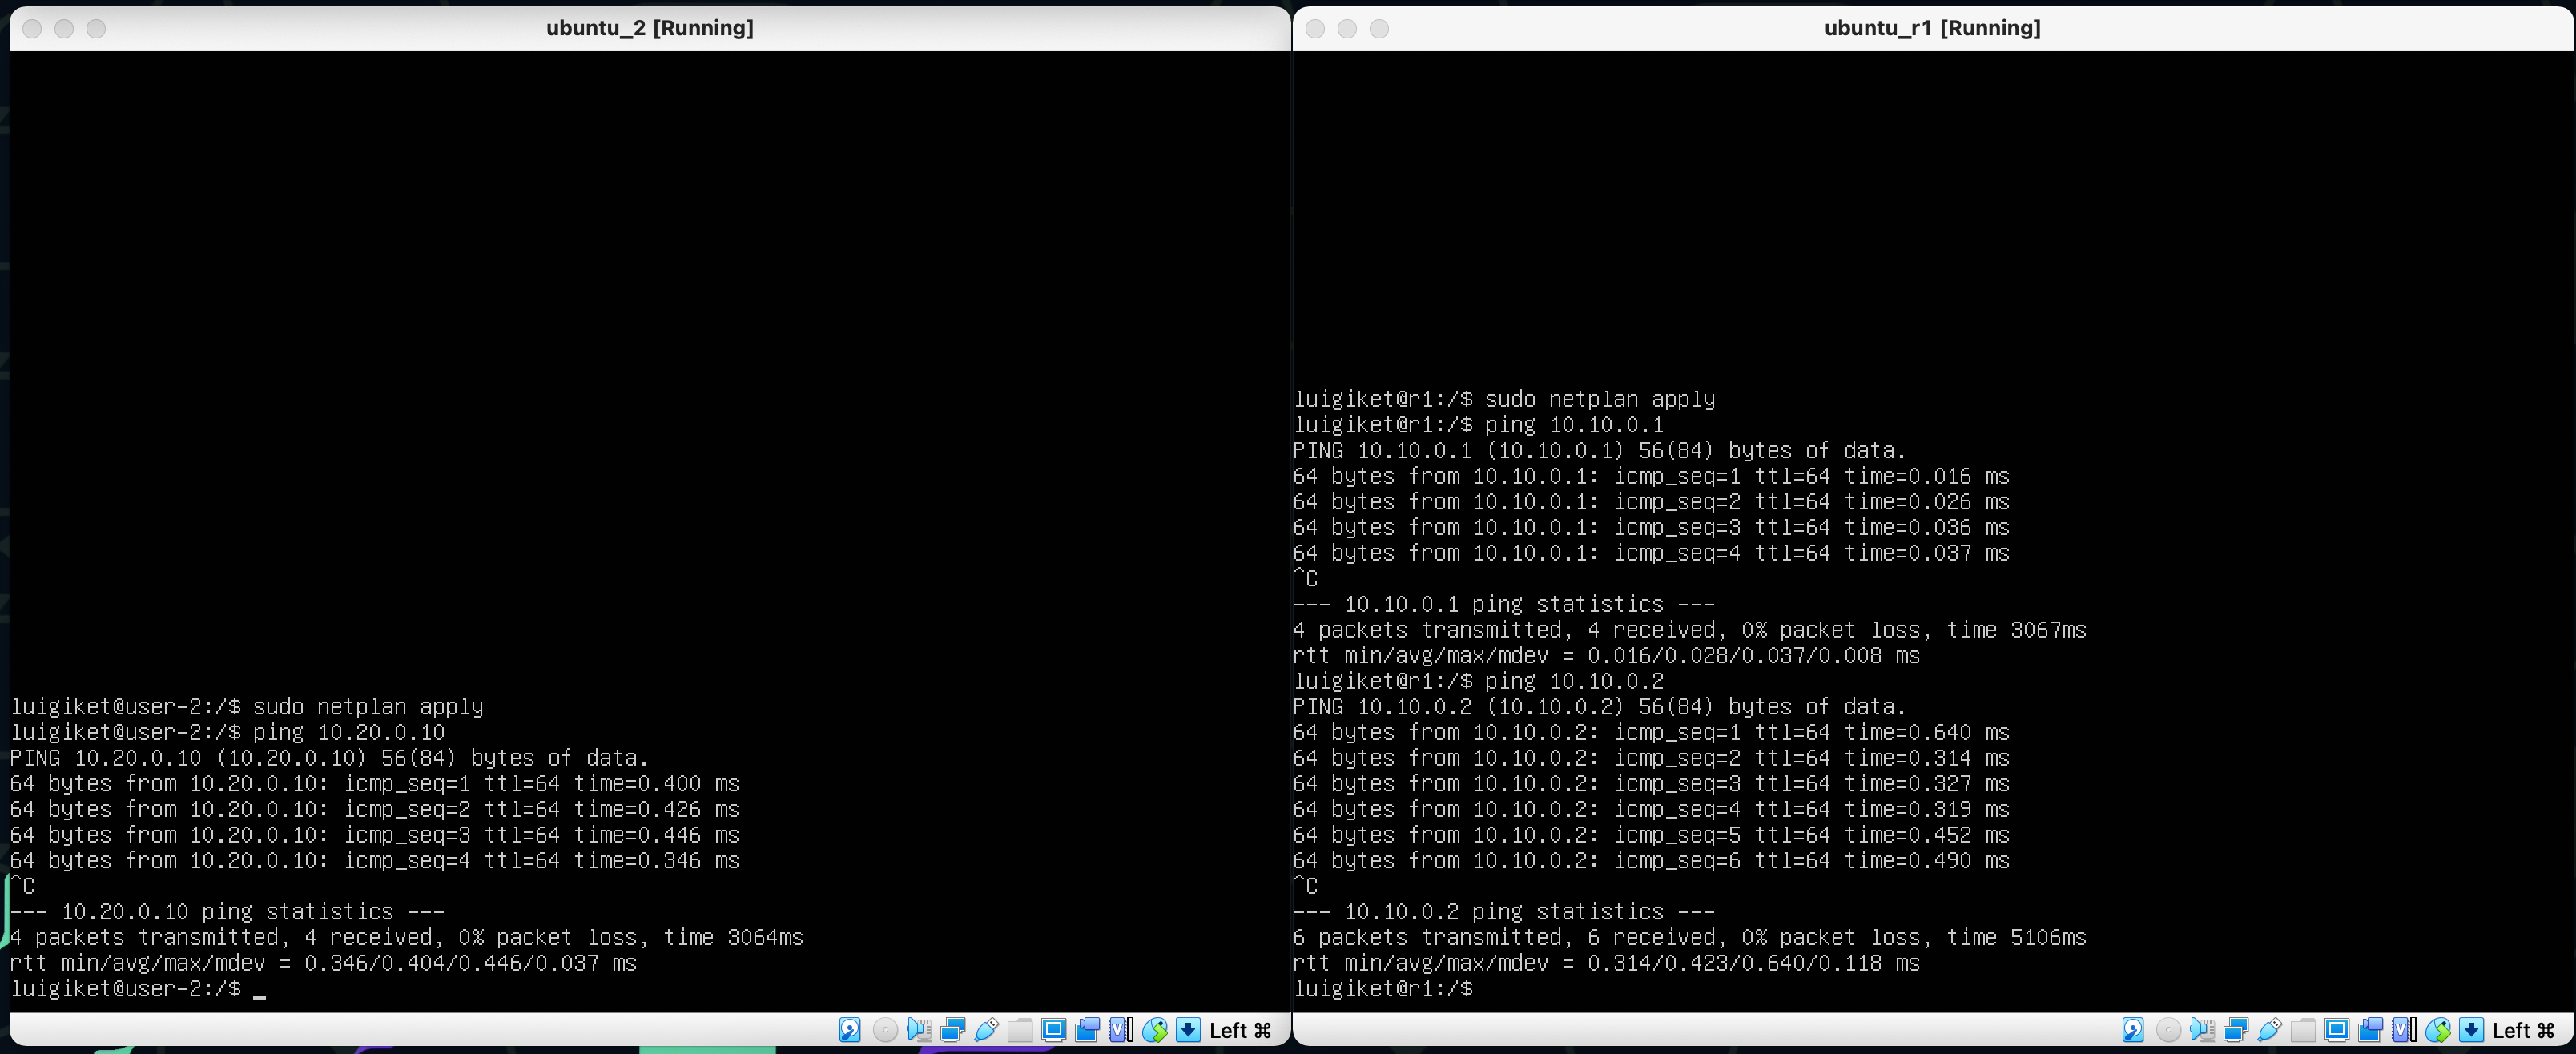 ubuntu_2 [Running]
luigiket@user-2:/$ sudo netplan apply
luigiket@user-2:/$ ping 10.20.0.10
PING 10.20.0.10 (10.20.0.10) 56(84) bytes of data.
64 bytes from 10.20.0.10: icmp_seq=1 ttl=64 time=0.400 ms
64 bytes from 10.20.0.10: icmp_seq=2 ttl=64 time=0.426 ms
64 bytes from 10.20.0.10: icmp_seq=3 ttl=64 time=0.446 ms
64 bytes from 10.20.0.10: icmp_seq=4 ttl=64 time=0.346 ms
^C
--- 10.20.0.10 ping statistics ---
4 packets transmitted, 4 received, 0% packet loss, time 3064ms
rtt min/avg/max/mdev = 0.346/0.404/0.446/0.037 ms
luigiket@user-2:/$ _
Left ⌘
ubuntu_r1 [Running]
luigiket@r1:/$ sudo netplan apply
luigiket@r1:/$ ping 10.10.0.1
PING 10.10.0.1 (10.10.0.1) 56(84) bytes of data.
64 bytes from 10.10.0.1: icmp_seq=1 ttl=64 time=0.016 ms
64 bytes from 10.10.0.1: icmp_seq=2 ttl=64 time=0.026 ms
64 bytes from 10.10.0.1: icmp_seq=3 ttl=64 time=0.036 ms
64 bytes from 10.10.0.1: icmp_seq=4 ttl=64 time=0.037 ms
^C
--- 10.10.0.1 ping statistics ---
4 packets transmitted, 4 received, 0% packet loss, time 3067ms
rtt min/avg/max/mdev = 0.016/0.028/0.037/0.008 ms
luigiket@r1:/$ ping 10.10.0.2
PING 10.10.0.2 (10.10.0.2) 56(84) bytes of data.
64 bytes from 10.10.0.2: icmp_seq=1 ttl=64 time=0.640 ms
64 bytes from 10.10.0.2: icmp_seq=2 ttl=64 time=0.314 ms
64 bytes from 10.10.0.2: icmp_seq=3 ttl=64 time=0.327 ms
64 bytes from 10.10.0.2: icmp_seq=4 ttl=64 time=0.319 ms
64 bytes from 10.10.0.2: icmp_seq=5 ttl=64 time=0.452 ms
64 bytes from 10.10.0.2: icmp_seq=6 ttl=64 time=0.490 ms
^C
--- 10.10.0.2 ping statistics ---
6 packets transmitted, 6 received, 0% packet loss, time 5106ms
rtt min/avg/max/mdev = 0.314/0.423/0.640/0.118 ms
luigiket@r1:/$
Left ⌘